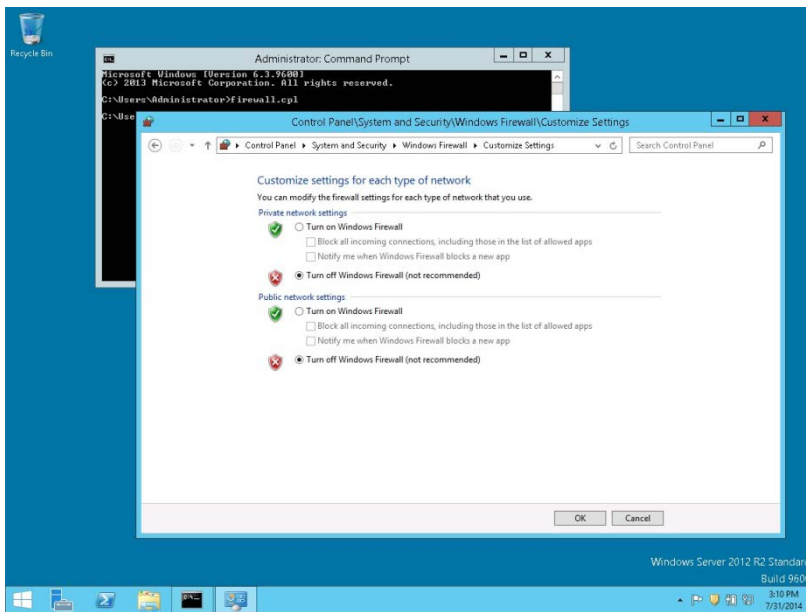 Recycle Bin
Administrator: Command Prompt
Microsoft Windows [Version 6.3.9600]
(c) 2013 Microsoft Corporation. All rights reserved.
C:\Users\Administrator>firewall.cpl
C:\Use
Control Panel\System and Security\Windows Firewall\Customize Settings
Control Panel System and Security Windows Firewall Customize Settings Search Control Panel
Customize settings for each type of network
You can modify the firewall settings for each type of network that you use.
Private network settings
Turn on Windows Firewall
Block all incoming connections, including those in the list of allowed apps
Notify me when Windows Firewall blocks a new app
Turn off Windows Firewall (not recommended)
Public network settings
Turn on Windows Firewall
Block all incoming connections, including those in the list of allowed apps
Notify me when Windows Firewall blocks a new app
Turn off Windows Firewall (not recommended)
OK Cancel
Windows Server 2012 R2 Standar
Build 960
3:10 PM
7/31/2014